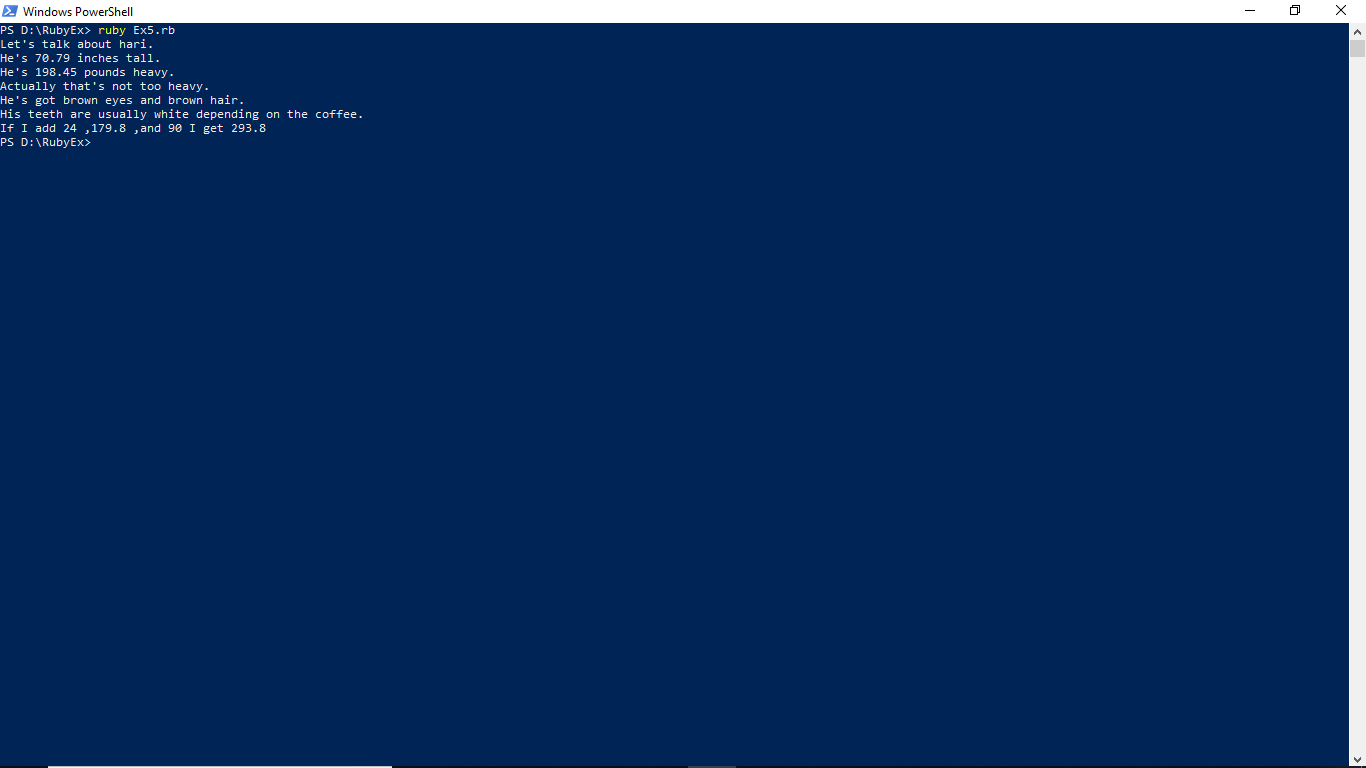 Windows PowerShell
PS D:\RubyEx> ruby Ex5.rb
Let's talk about hari.
He's 70.79 inches tall.
He's 198.45 pounds heavy.
Actually that's not too heavy.
He's got brown eyes and brown hair.
His teeth are usually white depending on the coffee.
If I add 24 ,179.8 ,and 90 I get 293.8
PS D:\RubyEx>